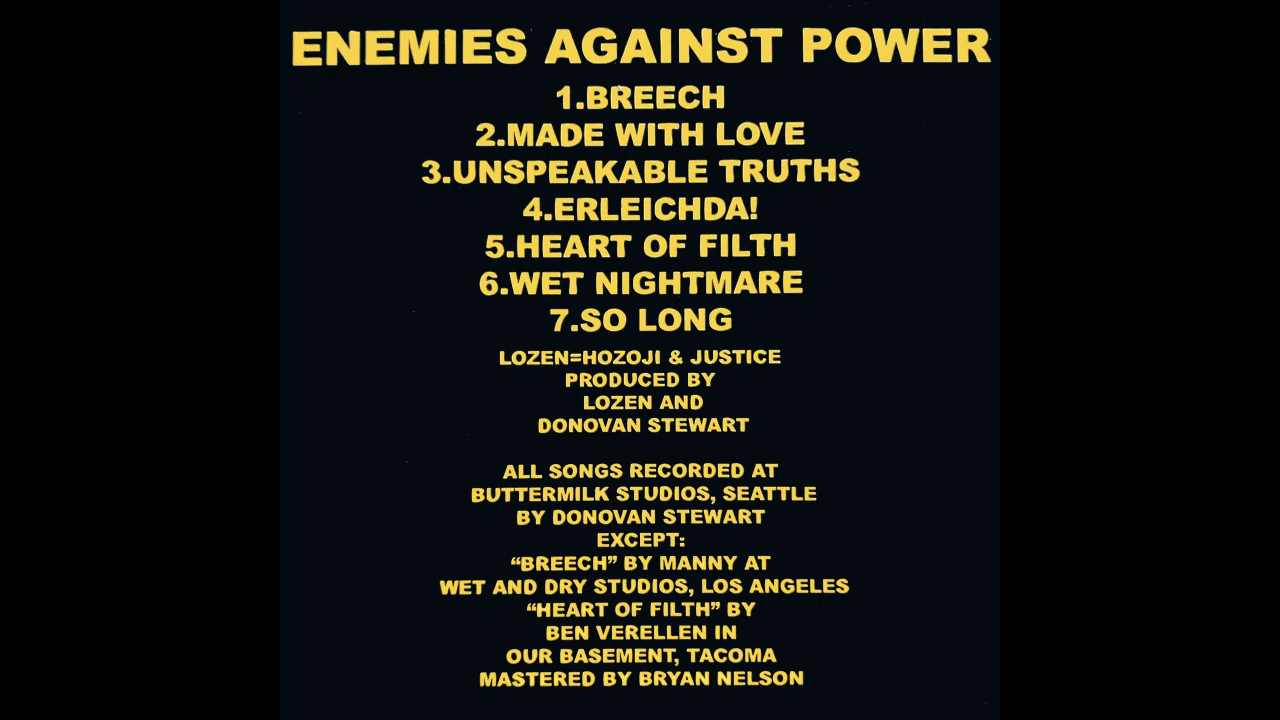 ENEMIES AGAINST POWER
1.BREECH
2.MADE WITH LOVE
3.UNSPEAKABLE TRUTHS
4.ERLEICHDA!
5.HEART OF FILTH
6.WET NIGHTMARE
7.SO LONG
LOZEN=HOZOJI & JUSTICE
PRODUCED BY
LOZEN AND
DONOVAN STEWART
ALL SONGS RECORDED AT
BUTTERMILK STUDIOS, SEATTLE
BY DONOVAN STEWART
EXCEPT:
“BREECH” BY MANNY AT
WET AND DRY STUDIOS, LOS ANGELES
“HEART OF FILTH” BY
BEN VERELLEN IN
OUR BASEMENT, TACOMA
MASTERED BY BRYAN NELSON